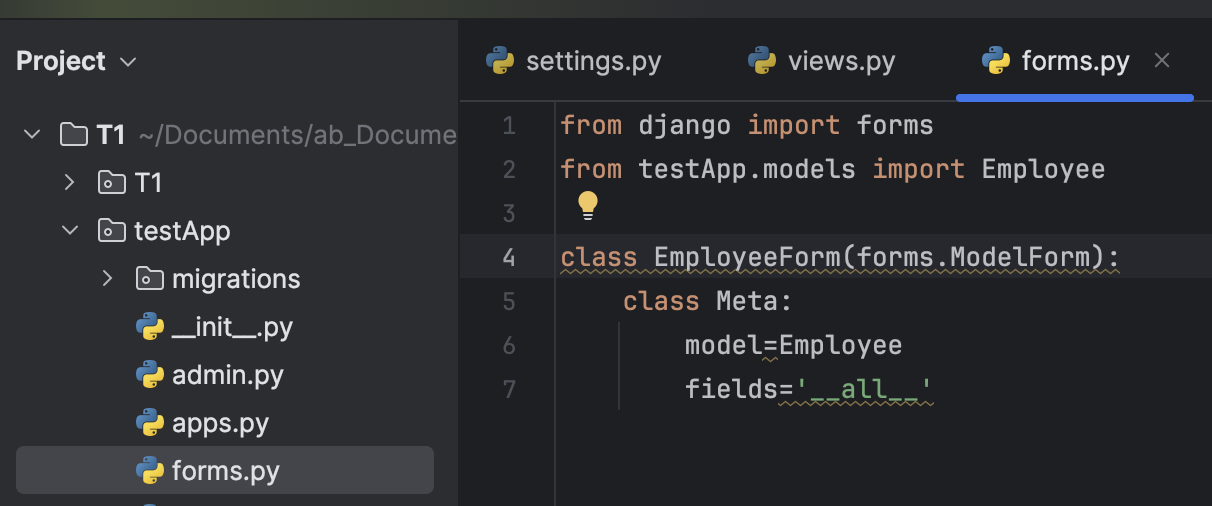 Project
T1 ~/Documents/ab_Docume
T1
testApp
migrations
__init__.py
admin.py
apps.py
forms.py
settings.py views.py forms.py
1 from django import forms
2 from testApp.models import Employee
3
4 class EmployeeForm(forms.ModelForm):
5     class Meta:
6         model=Employee
7         fields='__all__'